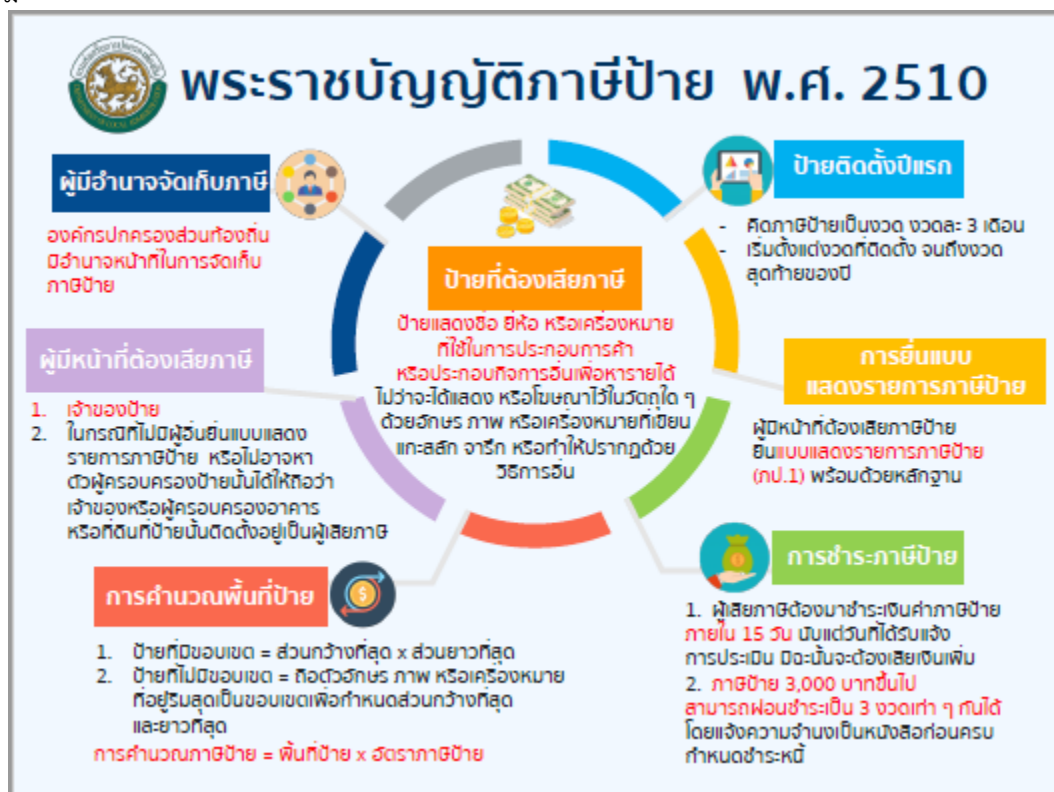 พระราชบัญญัติภาษีป้าย พ.ศ. 2510
ผู้มีอำนาจจัดเก็บภาษี
องค์กรปกครองส่วนท้องถิ่น
มีอำนาจหน้าที่ในการจัดเก็บ
ภาษีป้าย
ผู้มีหน้าที่ต้องเสียภาษี
1. เจ้าของป้าย
2. ในกรณีที่ไม่มีผู้อื่นยื่นแบบแสดง
รายการภาษีป้าย หรือไม่อาจหา
ตัวผู้ครอบครองป้ายนั้นได้ให้ถือว่า
เจ้าของหรือผู้ครอบครองอาคาร
หรือที่ดินที่ป้ายนั้นติดตั้งอยู่เป็นผู้เสียภาษี
การคำนวณพื้นที่ป้าย
1. ป้ายที่มีขอบเขต = ส่วนกว้างที่สุด x ส่วนยาวที่สุด
2. ป้ายที่ไม่มีขอบเขต = ถือตัวอักษร ภาพ หรือเครื่องหมาย
ที่อยู่ริมสุดเป็นขอบเขตเพื่อกำหนดส่วนกว้างที่สุด
และยาวที่สุด
การคำนวณภาษีป้าย = พื้นที่ป้าย x อัตราภาษีป้าย
ป้ายที่ต้องเสียภาษี
ป้ายแสดงชื่อ ยี่ห้อ หรือเครื่องหมาย
ที่ใช้ในการประกอบการค้า
หรือประกอบกิจการอื่นเพื่อหารายได้
ไม่ว่าจะได้แสดง หรือโฆษณาไว้ในวัตถุใด ๆ
ด้วยอักษร ภาพ หรือเครื่องหมายที่เขียน
แกะสลัก จารึก หรือทำให้ปรากฏด้วย
วิธีการอื่น
ป้ายติดตั้งปีแรก
- คิดภาษีป้ายเป็นงวด งวดละ 3 เดือน
- เริ่มตั้งแต่งวดที่ติดตั้ง จนถึงงวด
สุดท้ายของปี
การยื่นแบบ
แสดงรายการภาษีป้าย
ผู้มีหน้าที่ต้องเสียภาษีป้าย
ยื่นแบบแสดงรายการภาษีป้าย
(ภป.1) พร้อมด้วยหลักฐาน
การชำระภาษีป้าย
1. ผู้เสียภาษีต้องมาชำระเงินค่าภาษีป้าย
ภายใน 15 วัน นับแต่วันที่ได้รับแจ้ง
การประเมิน มิฉะนั้นจะต้องเสียเงินเพิ่ม
2. ภาษีป้าย 3,000 บาทขึ้นไป
สามารถผ่อนชำระเป็น 3 งวดเท่า ๆ กันได้
โดยแจ้งความจำนงเป็นหนังสือก่อนครบ
กำหนดชำระหนี้